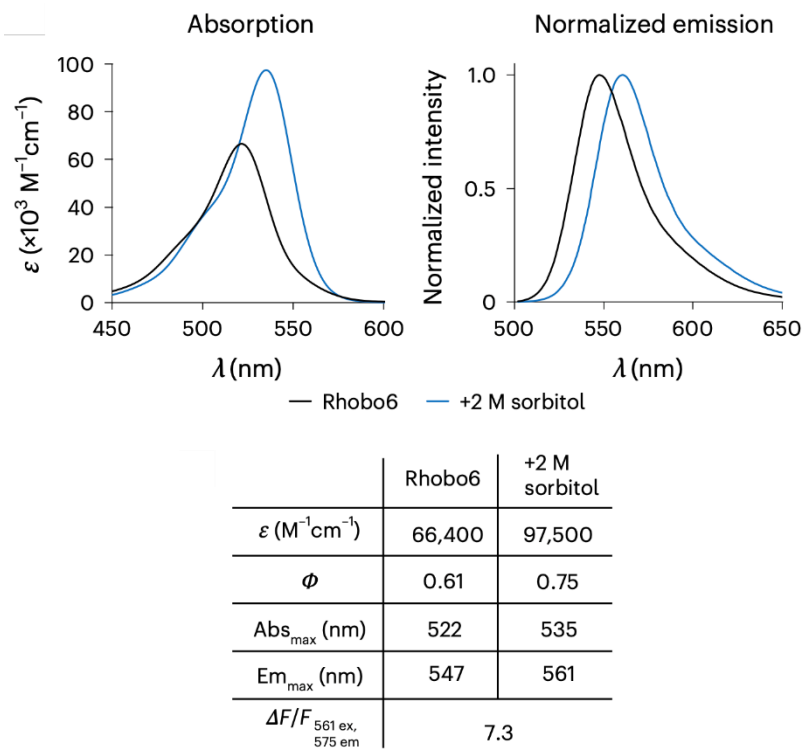 Absorption
Normalized emission
ε (×10³ M⁻¹cm⁻¹)
100
80
60
40
20
0
450 500 550 600
λ (nm)
Normalized intensity
1.0
0.5
0
500 550 600 650
λ (nm)
Rhobo6 +2 M sorbitol
Rhobo6 +2 M sorbitol
ε (M⁻¹cm⁻¹) 66,400 97,500
Φ 0.61 0.75
Abs_max (nm) 522 535
Em_max (nm) 547 561
ΔF/F 561 ex, 575 em 7.3